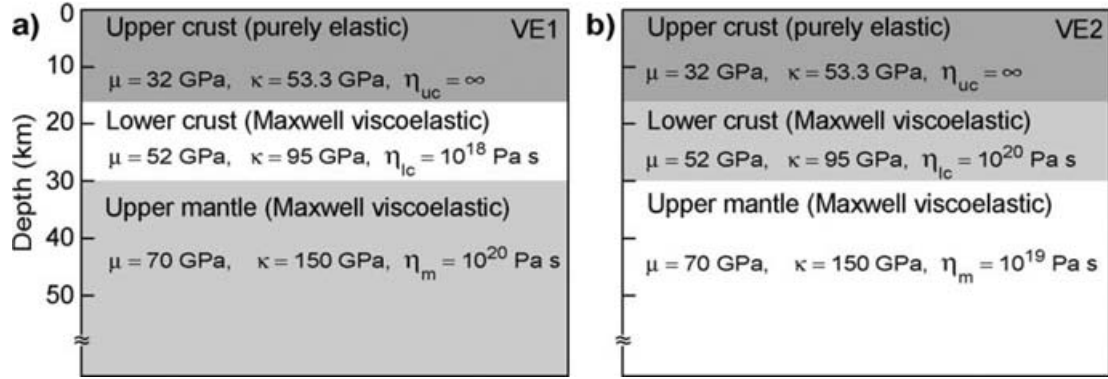 a)
Depth (km)
0
10
20
30
40
50
≈
Upper crust (purely elastic) VE1
μ = 32 GPa, κ = 53.3 GPa, η_uc = ∞
Lower crust (Maxwell viscoelastic)
μ = 52 GPa, κ = 95 GPa, η_lc = 10^18 Pa s
Upper mantle (Maxwell viscoelastic)
μ = 70 GPa, κ = 150 GPa, η_m = 10^20 Pa s
b)
≈
Upper crust (purely elastic) VE2
μ = 32 GPa, κ = 53.3 GPa, η_uc = ∞
Lower crust (Maxwell viscoelastic)
μ = 52 GPa, κ = 95 GPa, η_lc = 10^20 Pa s
Upper mantle (Maxwell viscoelastic)
μ = 70 GPa, κ = 150 GPa, η_m = 10^19 Pa s